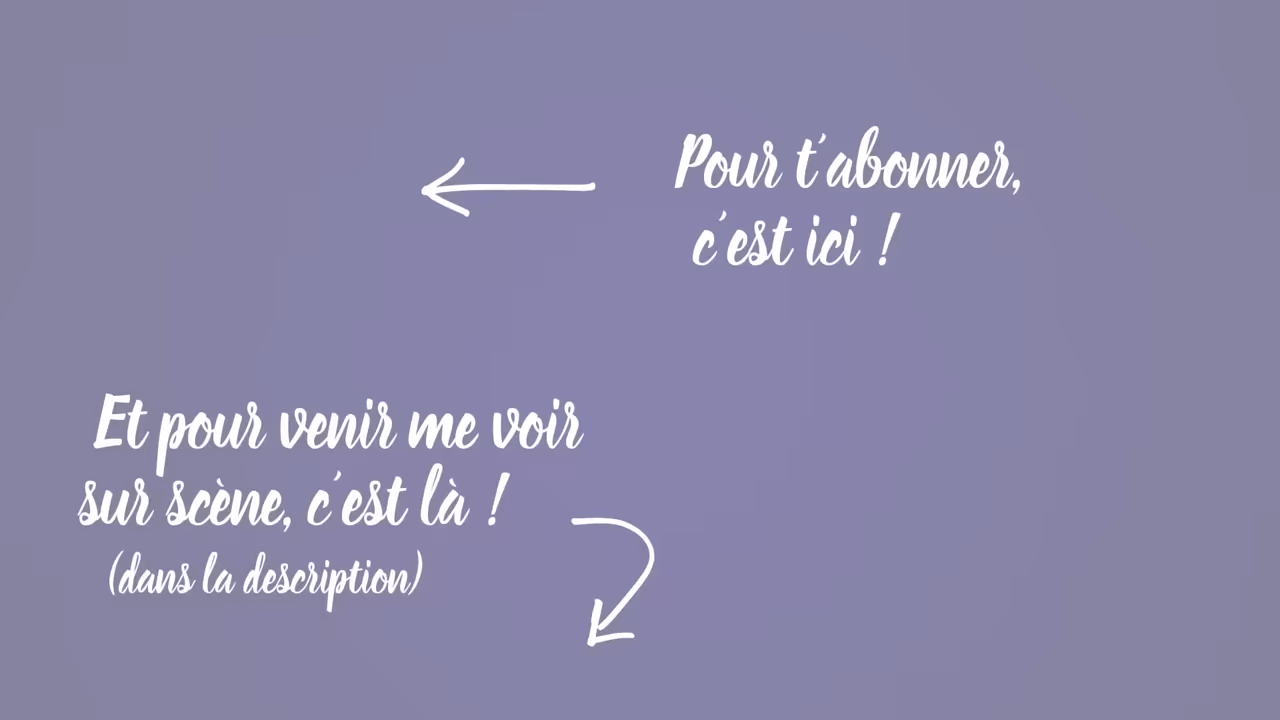 Pour t'abonner,
c'est ici !
Et pour venir me voir
sur scène, c'est là !
(dans la description)